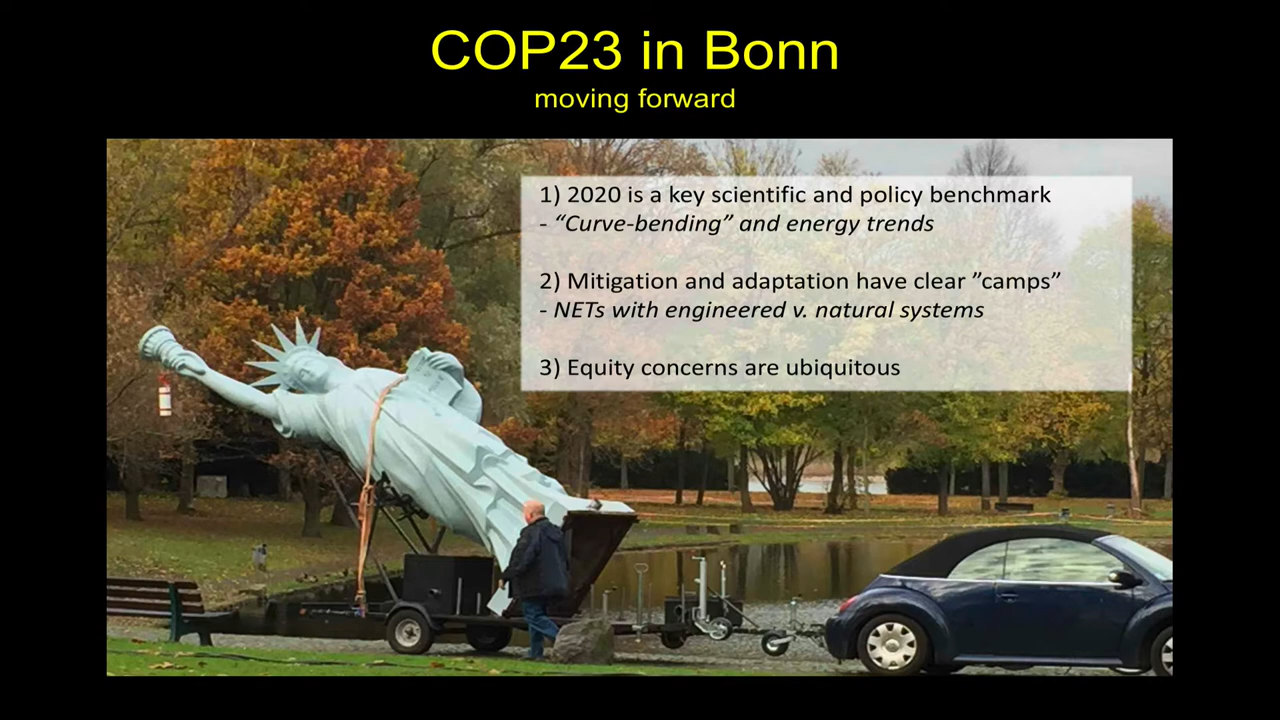 COP23 in Bonn
moving forward
1) 2020 is a key scientific and policy benchmark
- “Curve-bending” and energy trends
2) Mitigation and adaptation have clear ”camps”
- NETs with engineered v. natural systems
3) Equity concerns are ubiquitous